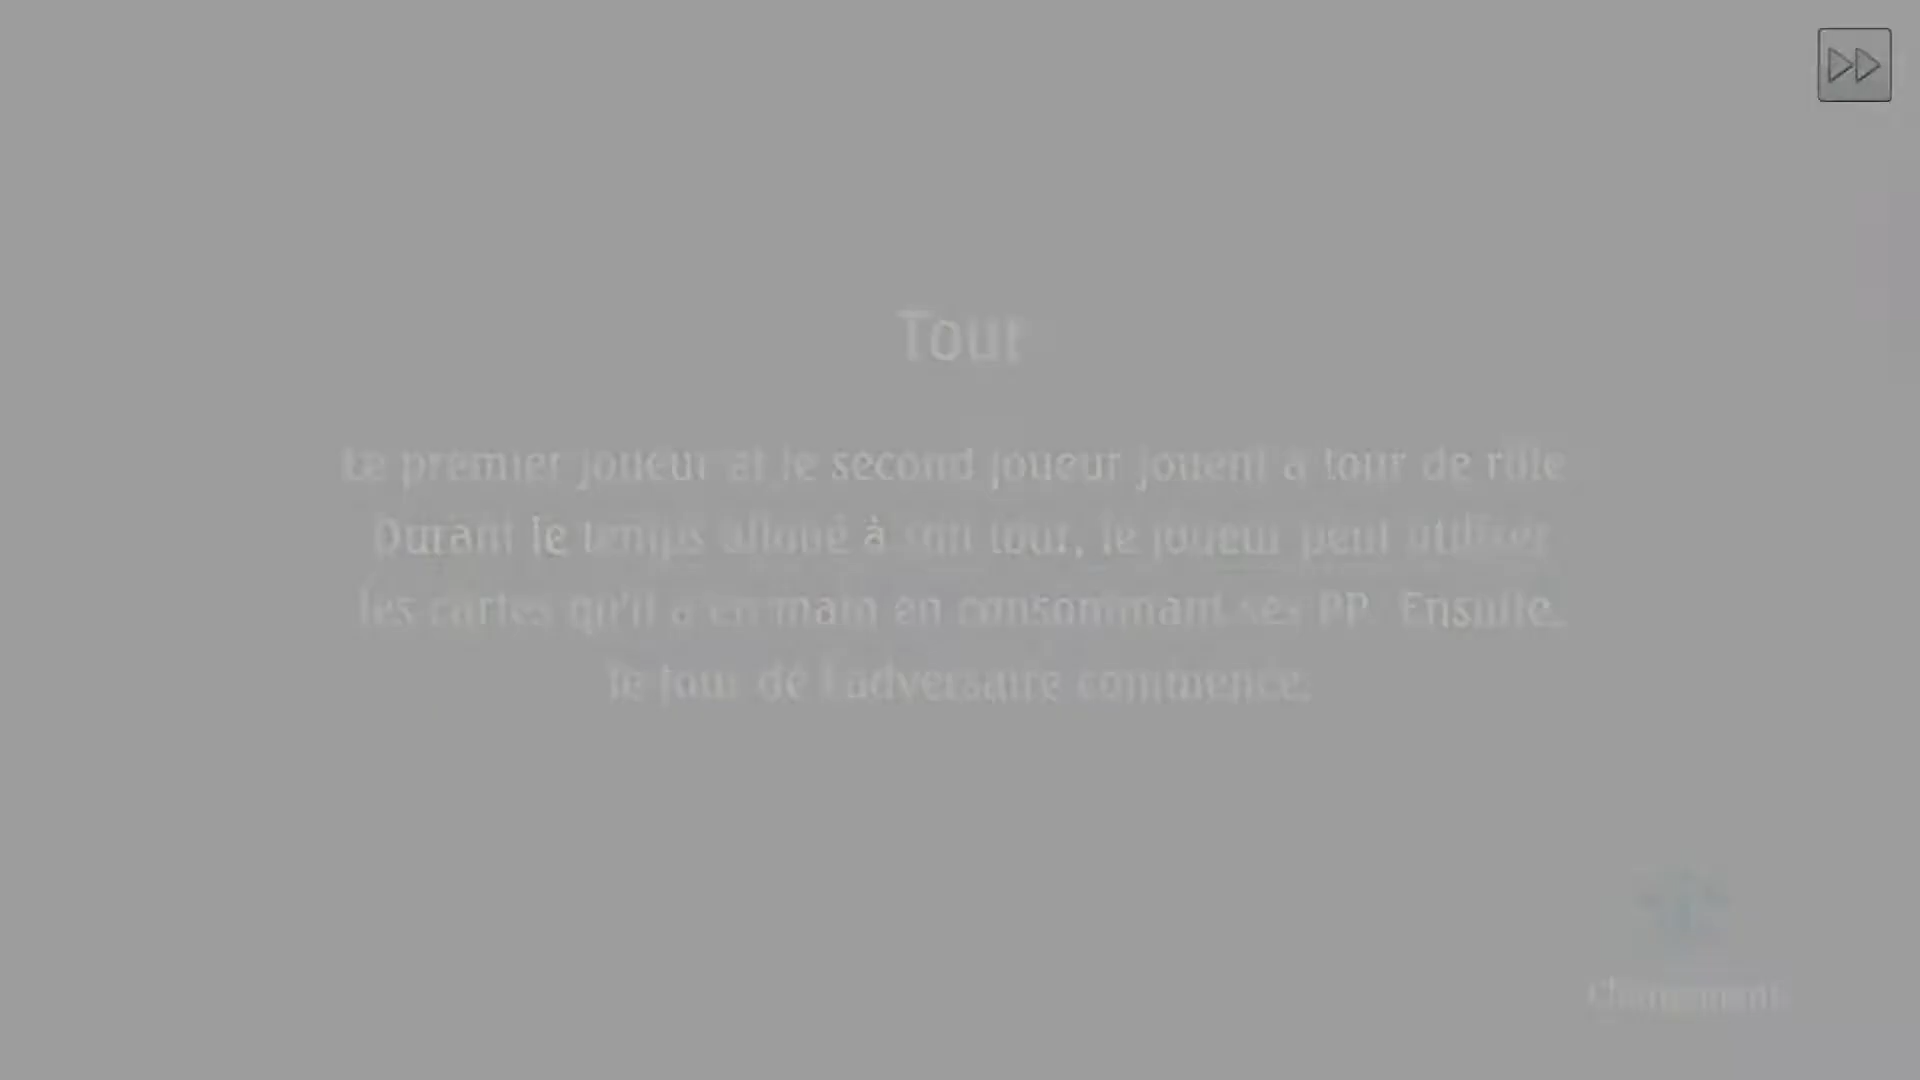 Tour
Le premier joueur et le second joueur jouent à tour de rôle.
Durant le temps alloué à son tour, le joueur peut utiliser
les cartes qu'il a en main en consommant ses PP. Ensuite,
le tour de l'adversaire commence.
Chargement